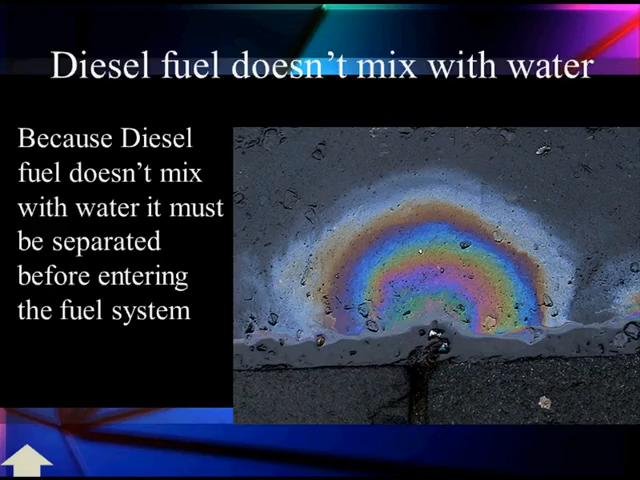 Diesel fuel doesn’t mix with water
Because Diesel
fuel doesn’t mix
with water it must
be separated
before entering
the fuel system